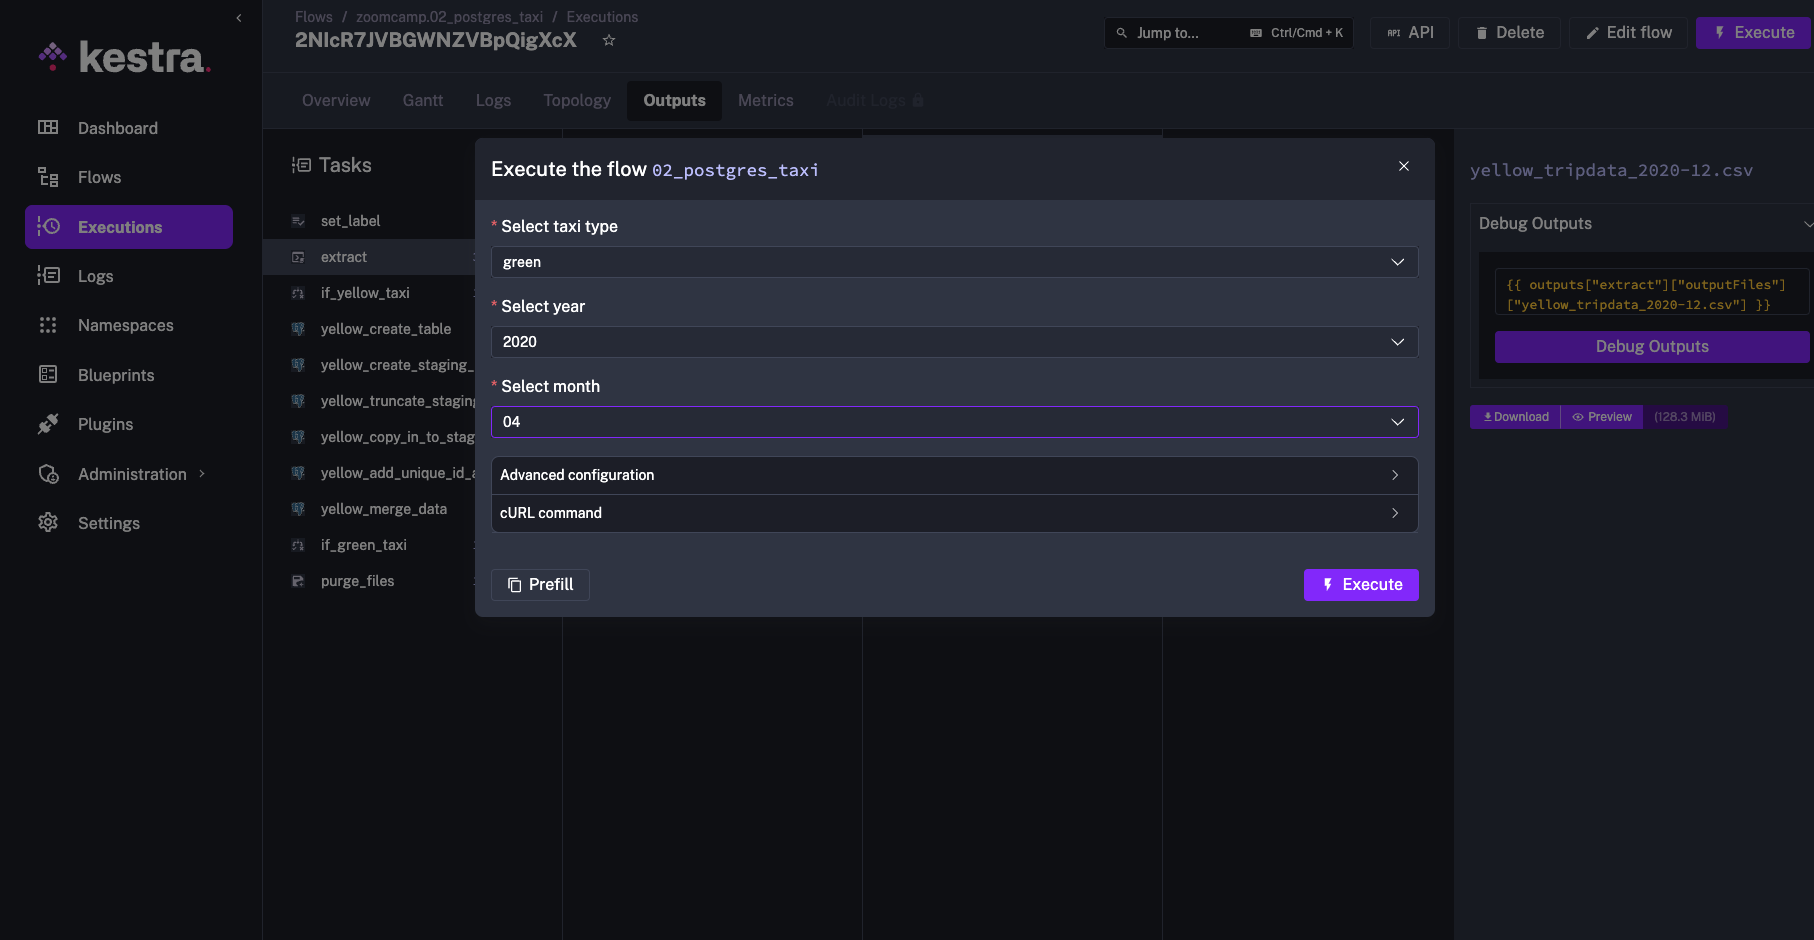 kestra.
Dashboard
Flows
Executions
Logs
Namespaces
Blueprints
Plugins
Administration
Settings
Flows / zoomcamp.02_postgres_taxi / Executions
2NIcR7JVBGWNZVBpQigXcX
Jump to... Ctrl/Cmd + K
API API
Delete
Edit flow
Execute
Overview Gantt Logs Topology Outputs Metrics Audit Logs
Tasks
set_label
extract
if_yellow_taxi
yellow_create_table
yellow_create_staging_
yellow_truncate_staging
yellow_copy_in_to_stag
yellow_add_unique_id_a
yellow_merge_data
if_green_taxi
purge_files
Execute the flow 02_postgres_taxi
* Select taxi type
green
* Select year
2020
* Select month
04
Advanced configuration
cURL command
Prefill
Execute
yellow_tripdata_2020-12.csv
Debug Outputs
{{ outputs["extract"]["outputFiles"]
["yellow_tripdata_2020-12.csv"] }}
Debug Outputs
Download Preview (128.3 MiB)